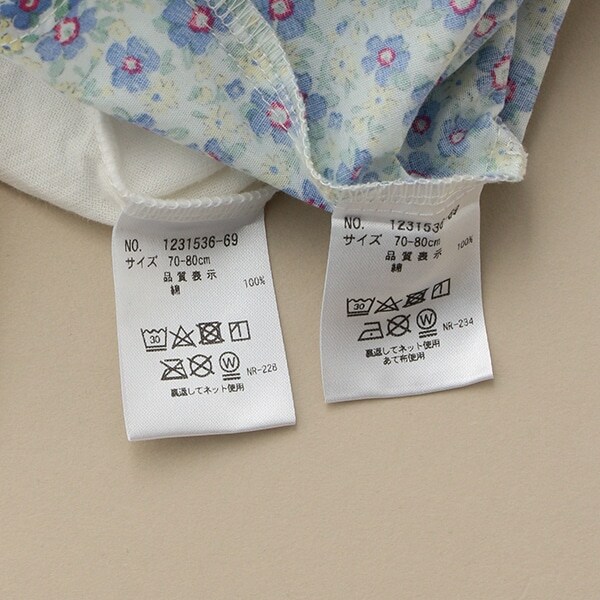 NO. 1231536-69
サイズ 70-80cm
品質表示
綿 100%
30
W NR-228
裏返してネット使用
NO. 1231536-69
サイズ 70-80cm
品質表示
綿 100%
30
W NR-234
裏返してネット使用
あて布使用